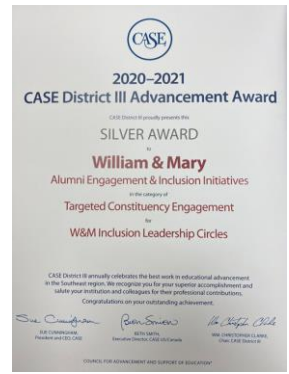 CASE
2020–2021
CASE District III Advancement Award
CASE District III proudly presents this
SILVER AWARD
to
William & Mary
Alumni Engagement & Inclusion Initiatives
in the category of
Targeted Constituency Engagement
for
W&M Inclusion Leadership Circles
CASE District III annually celebrates the best work in educational advancement
in the Southeast region. We recognize you for your superior accomplishment and
salute your institution and colleagues for their professional contributions.
Congratulations on your outstanding achievement.
SUE CUNNINGHAM
President and CEO, CASE
BETH SMITH
Executive Director, CASE US/Canada
CHRISTOPHER CLARKE
Chair, CASE District III
COUNCIL FOR ADVANCEMENT AND SUPPORT OF EDUCATION